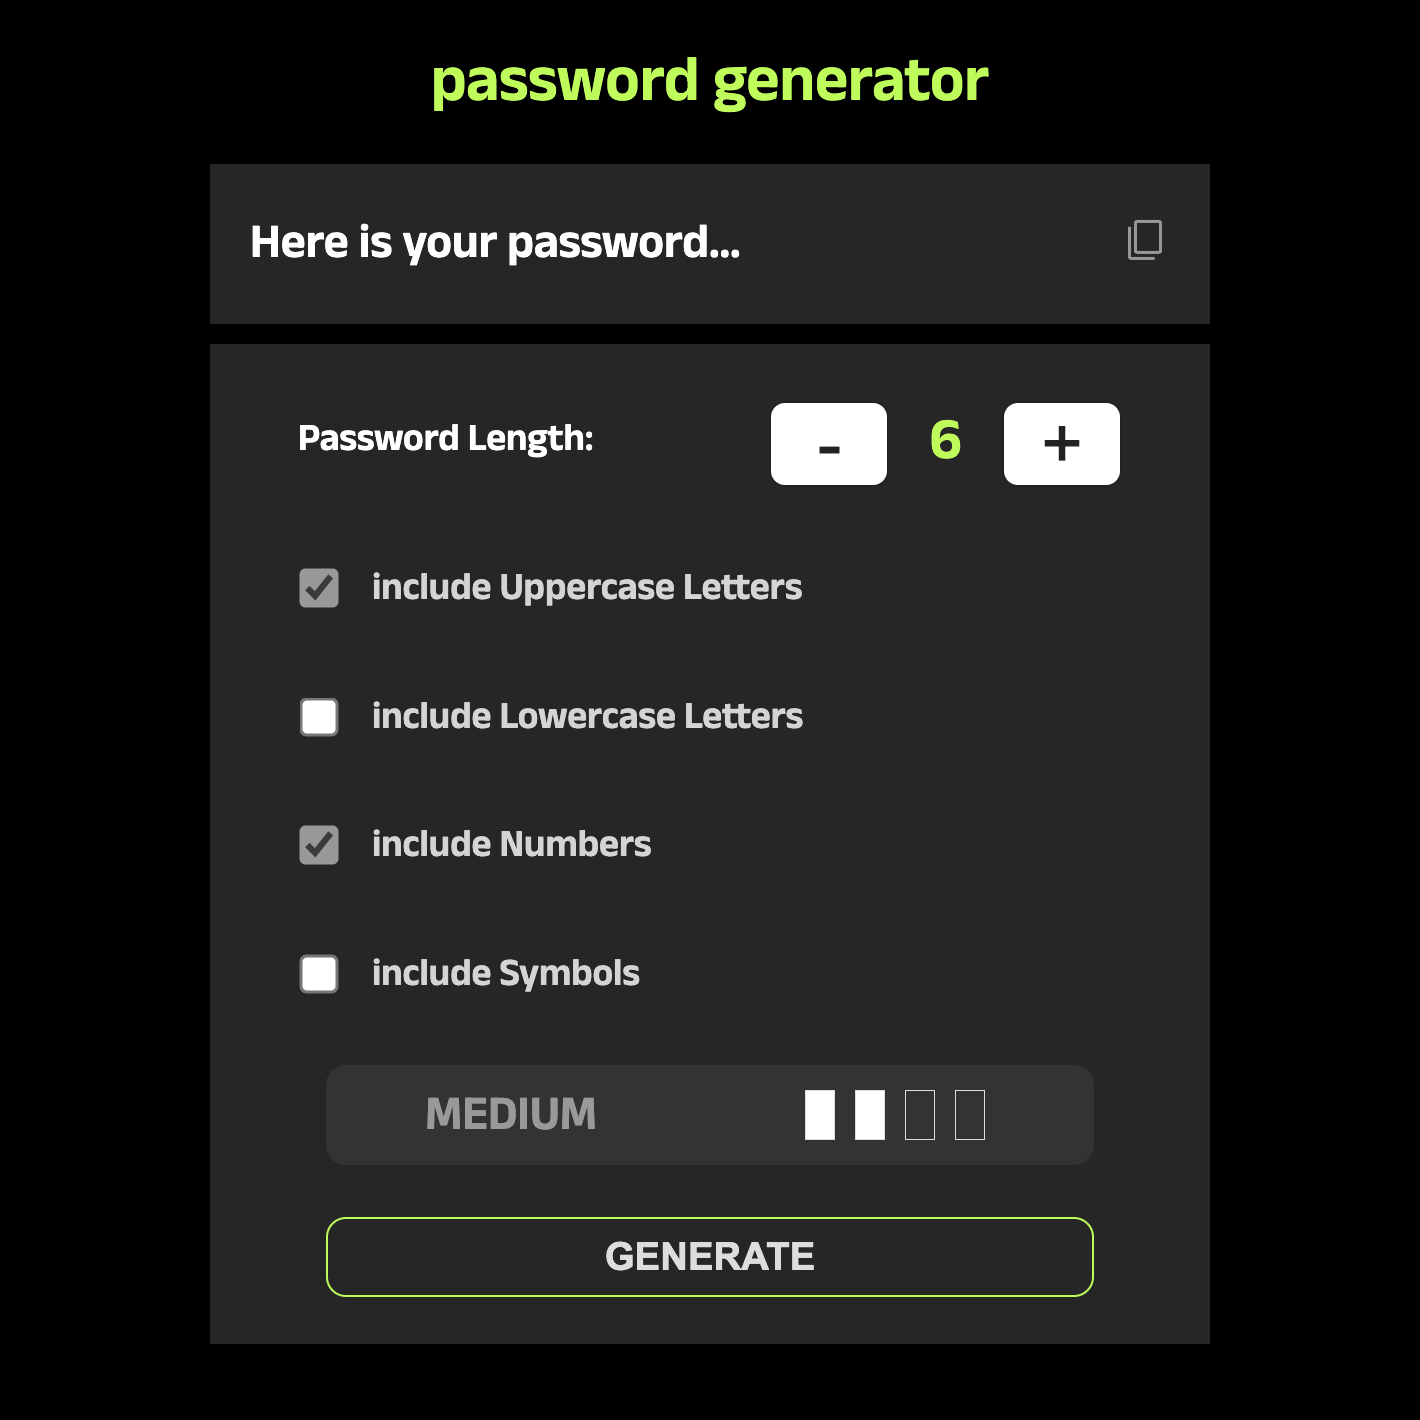 password generator
Here is your password...
Password Length:
- 6 +
include Uppercase Letters
include Lowercase Letters
include Numbers
include Symbols
MEDIUM
GENERATE